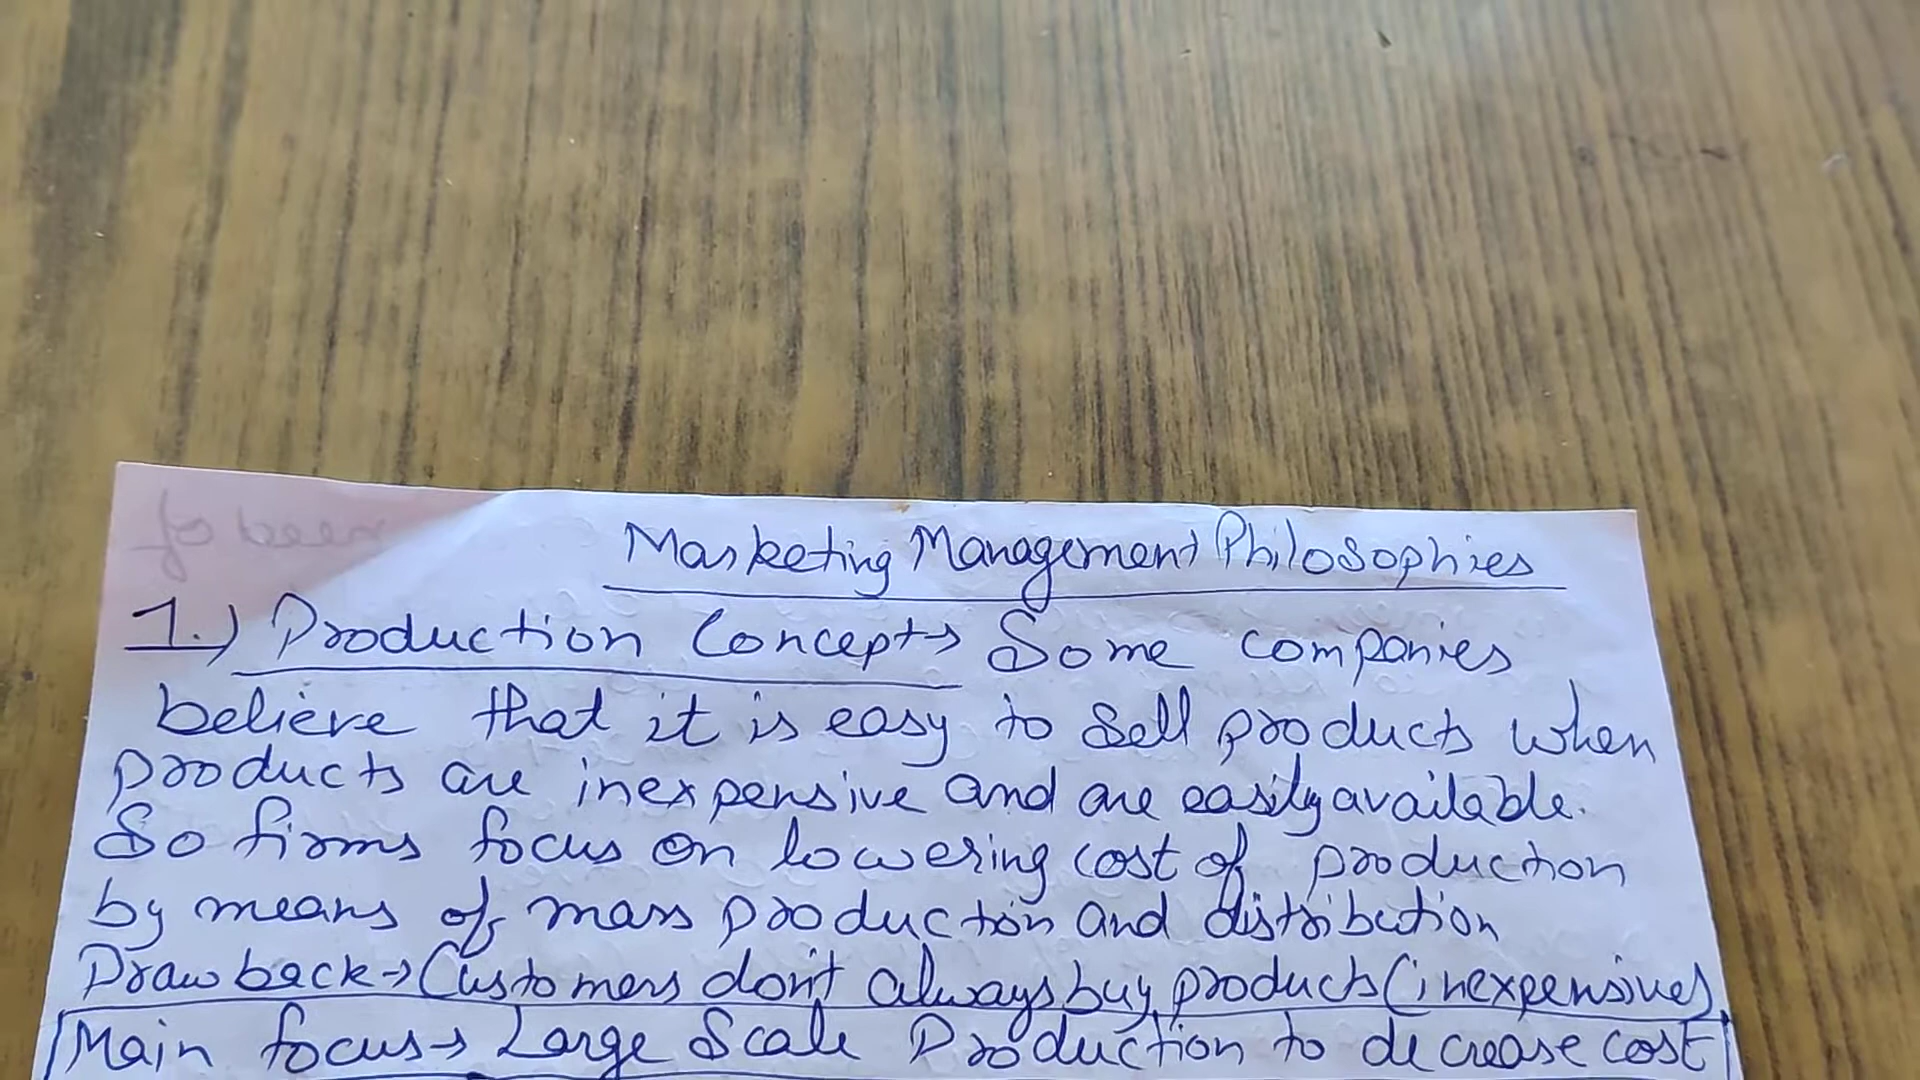 Marketing Management Philosophies
1.) Production Concept→ Some companies
believe that it is easy to sell products when
products are inexpensive and are easily available.
So firms focus on lowering cost of production
by means of mass production and distribution
Drawback→ Customers don't always buy products (inexpensive)
Main focus→ Large Scale Production to decrease cost